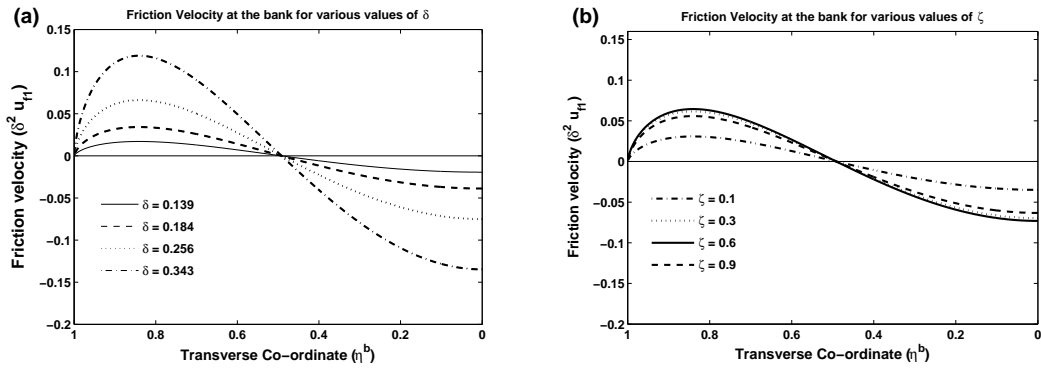 (a)
Friction Velocity at the bank for various values of δ
Friction velocity (δ² u_f1)
0.15
0.1
0.05
0
−0.05
−0.1
−0.15
−0.2
δ = 0.139
δ = 0.184
δ = 0.256
δ = 0.343
1 0.8 0.6 0.4 0.2 0
Transverse Co−ordinate (η^b)
(b)
Friction Velocity at the bank for various values of ζ
Friction velocity (δ² u_f1)
0.15
0.1
0.05
0
−0.05
−0.1
−0.15
−0.2
ζ = 0.1
ζ = 0.3
ζ = 0.6
ζ = 0.9
1 0.8 0.6 0.4 0.2 0
Transverse Co−ordinate (η^b)